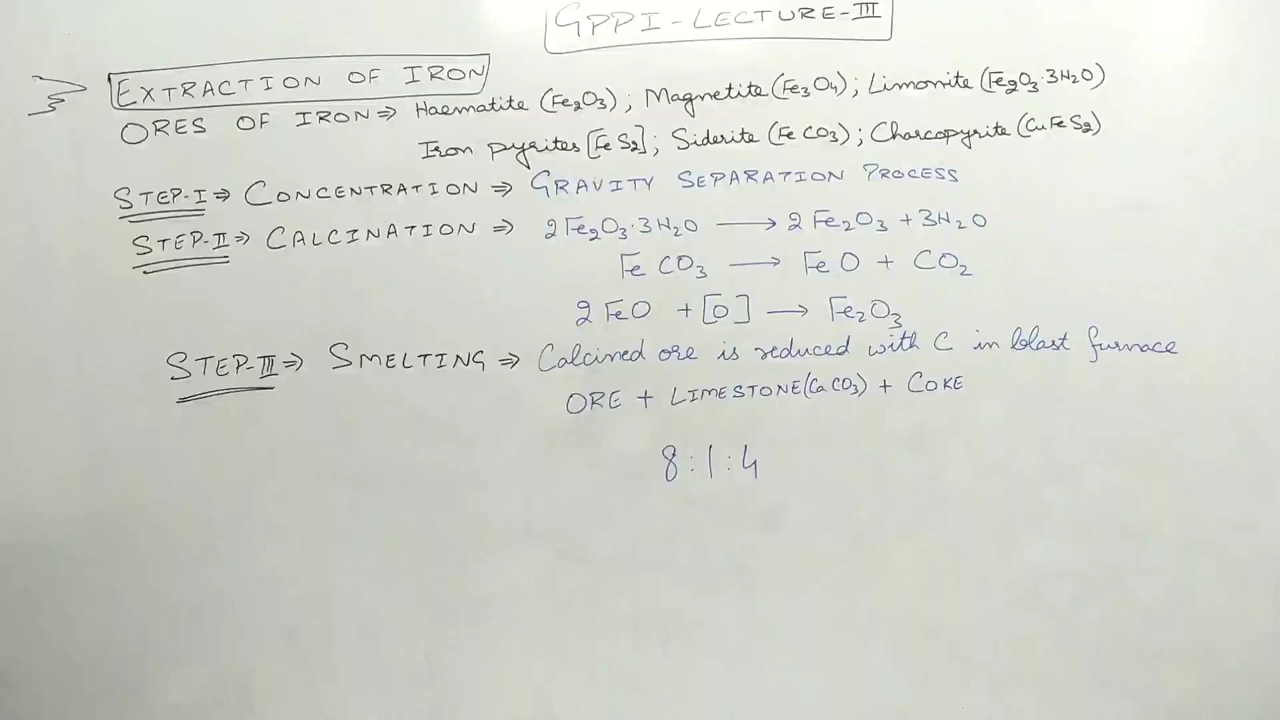 GPPI-LECTURE-III
EXTRACTION OF IRON
ORES OF IRON ⇒ Haematite (Fe2O3) ; Magnetite (Fe3O4) ; Limonite (Fe2O3·3H2O)
Iron pyrites [FeS2] ; Siderite (FeCO3) ; Charcopyrite (CuFeS2)
STEP-I ⇒ CONCENTRATION ⇒ GRAVITY SEPARATION PROCESS
STEP-II ⇒ CALCINATION ⇒ 2Fe2O3·3H2O → 2Fe2O3 + 3H2O
FeCO3 → FeO + CO2
2FeO + [O] → Fe2O3
STEP-III ⇒ SMELTING ⇒ Calcined ore is reduced with C in blast furnace
ORE + LIMESTONE(CaCO3) + COKE
8:1:4